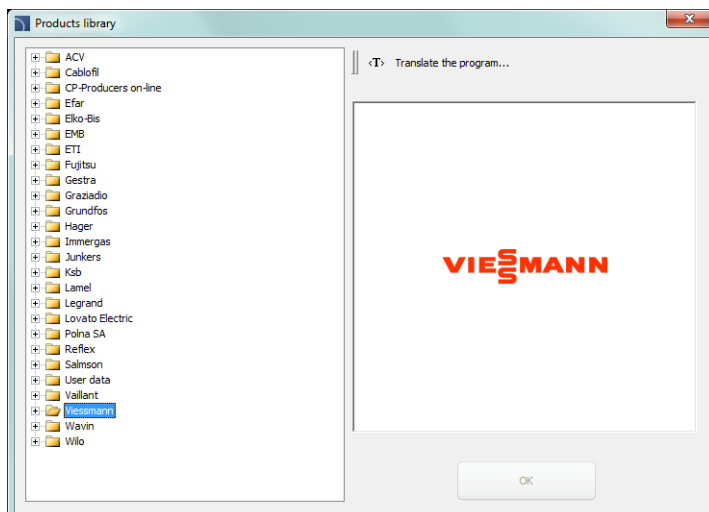 Products library
ACV
Cablofil
CP-Producers on-line
Efar
Elko-Bis
EMB
ETI
Fujitsu
Gestra
Graziadio
Grundfos
Hager
Immergas
Junkers
Ksb
Lamel
Legrand
Lovato Electric
Polna SA
Reflex
Salmson
User data
Vaillant
Viessmann
Wavin
Wilo
<T> Translate the program...
VIESSMANN
OK